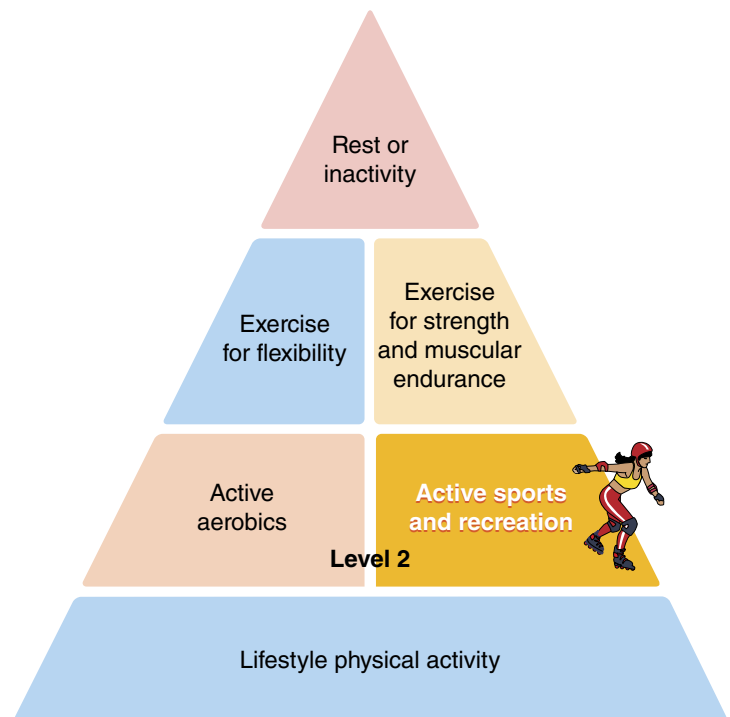 Rest or
inactivity
Exercise
for flexibility
Exercise
for strength
and muscular
endurance
Active
aerobics
Active sports
and recreation
Level 2
Lifestyle physical activity